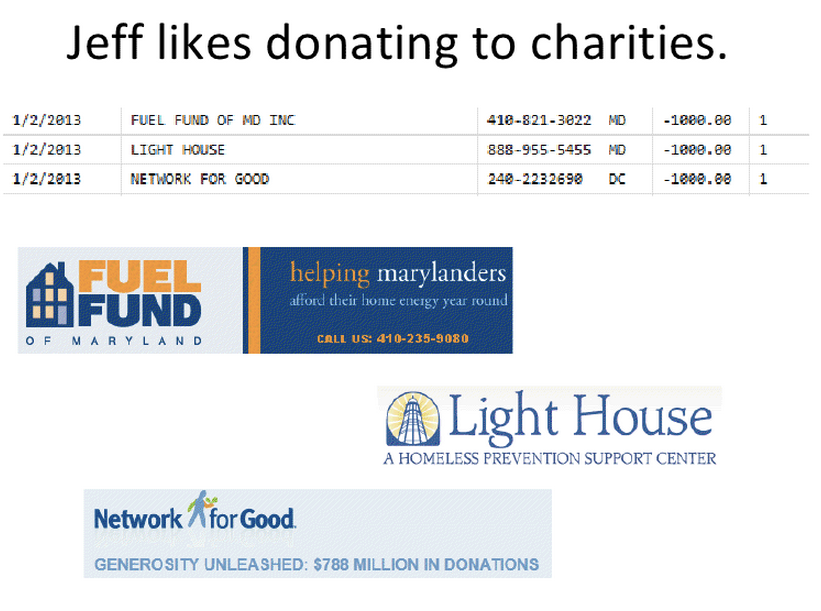 Jeff likes donating to charities.
1/2/2013 FUEL FUND OF MD INC 410-821-3022 MD -1000.00 1
1/2/2013 LIGHT HOUSE 888-955-5455 MD -1000.00 1
1/2/2013 NETWORK FOR GOOD 240-2232690 DC -1000.00 1
FUEL
FUND
OF MARYLAND
helping marylanders
afford their home energy year round
CALL US: 410-235-9080
Light House
A HOMELESS PREVENTION SUPPORT CENTER
Network for Good.
GENEROSITY UNLEASHED: $788 MILLION IN DONATIONS